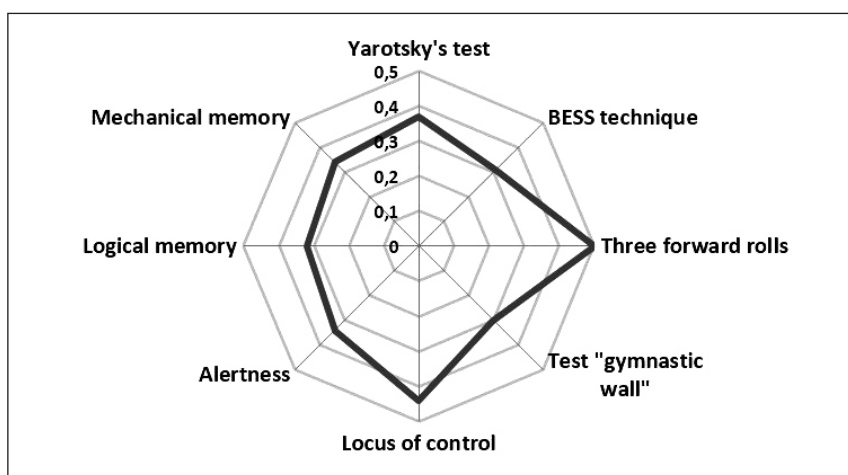 Yarotsky's test
0,5
Mechanical memory
0,4
BESS technique
0,3
0,2
0,1
Logical memory
0
Three forward rolls
Alertness
Test "gymnastic
wall"
Locus of control